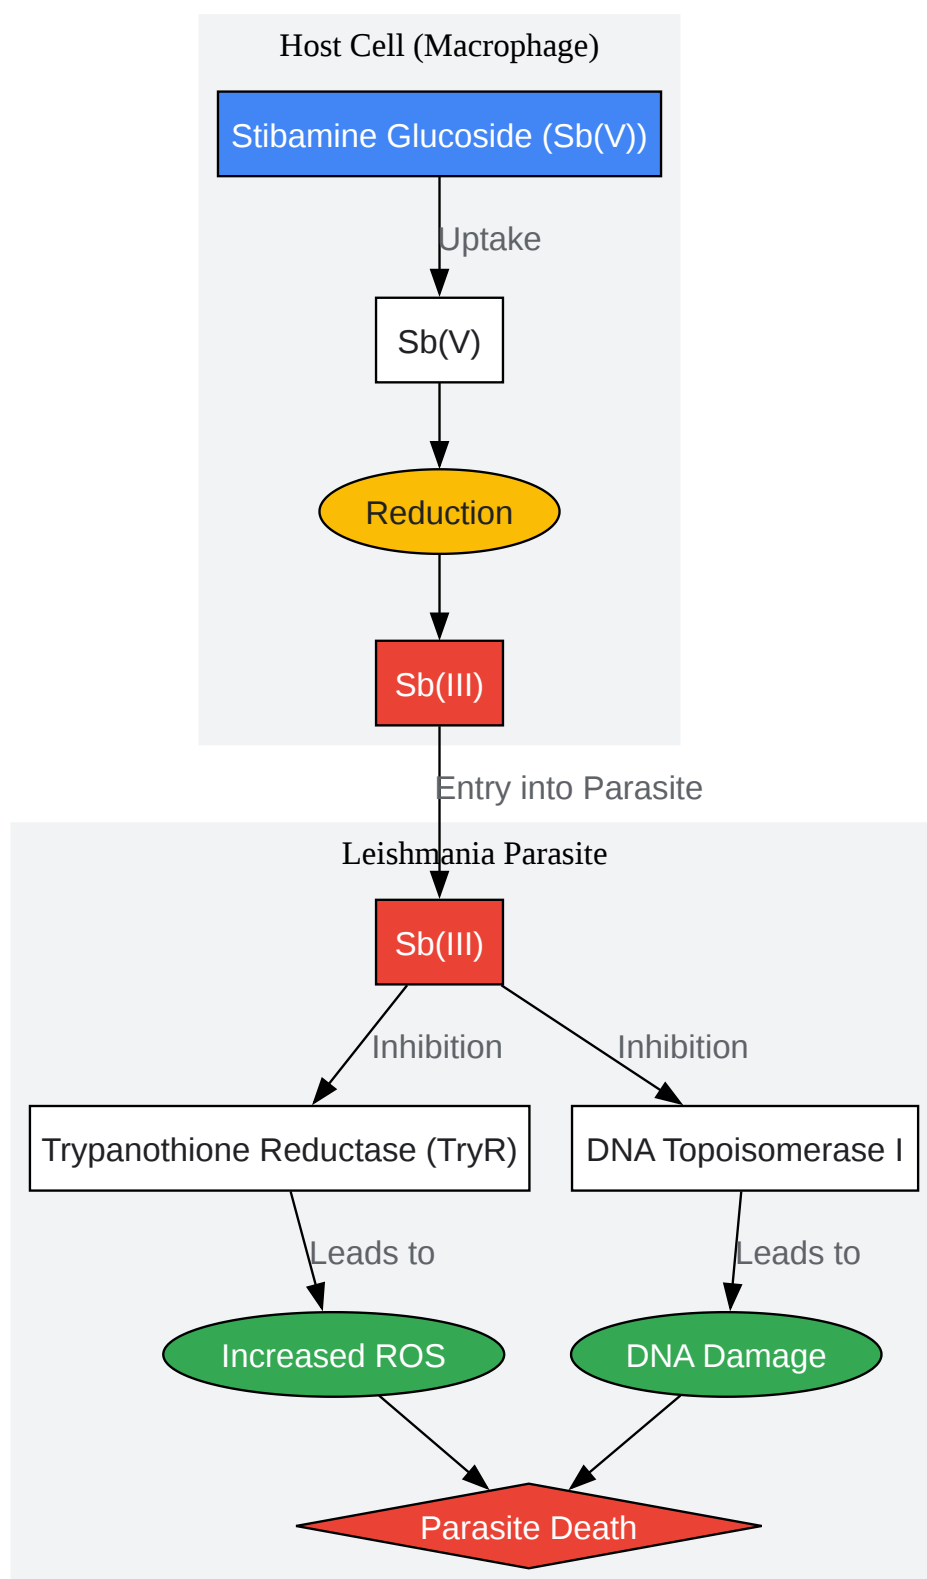 Host Cell (Macrophage)
Stibamine Glucoside (Sb(V))
Uptake
Sb(V)
Reduction
Sb(III)
Entry into Parasite
Leishmania Parasite
Sb(III)
Inhibition
Inhibition
Trypanothione Reductase (TryR)
DNA Topoisomerase I
Leads to
Leads to
Increased ROS
DNA Damage
Parasite Death